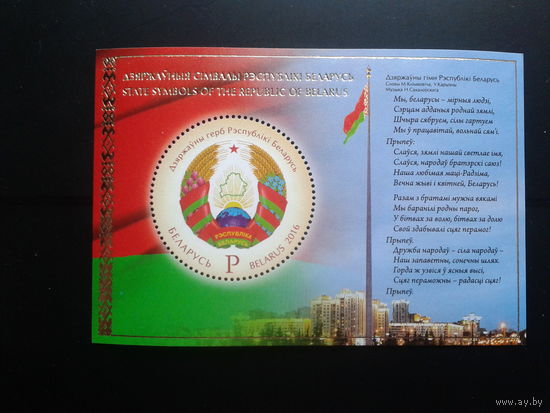 ДЗЯРЖАЎНЫЯ СІМВАЛЫ РЭСПУБЛІКІ БЕЛАРУСЬ
STATE SYMBOLS OF THE REPUBLIC OF BELARUS
Дзяржаўны герб Рэспублікі Беларусь
РЭСПУБЛІКА
БЕЛАРУСЬ
БЕЛАРУСЬ
P
BELARUS 2016
Дзяржаўны гімн Рэспублікі Беларусь
Словы М.Клімковіча, У.Карызны
Музыка Н.Сакалоўскага
Мы, беларусы – мірныя людзі,
Сэрцам адданыя роднай зямлі,
Шчыра сябруем, сілы гартуем
Мы ў працавітай, вольнай сям'і.
Прыпеў:
Слаўся, зямлі нашай светлае імя,
Слаўся, народаў братэрскі саюз!
Наша любімая маці-Радзіма,
Вечна жыві і квітней, Беларусь!
Разам з братамі мужна вякамі
Мы баранілі родны парог,
У бітвах за волю, бітвах за долю
Свой здабывалі сцяг перамог!
Прыпеў.
Дружба народаў – сіла народаў –
Наш запаветны, сонечны шлях.
Горда ж узвіся ў ясныя высі,
Сцяг пераможны – радасці сцяг!
Прыпеў.
www.ay.by